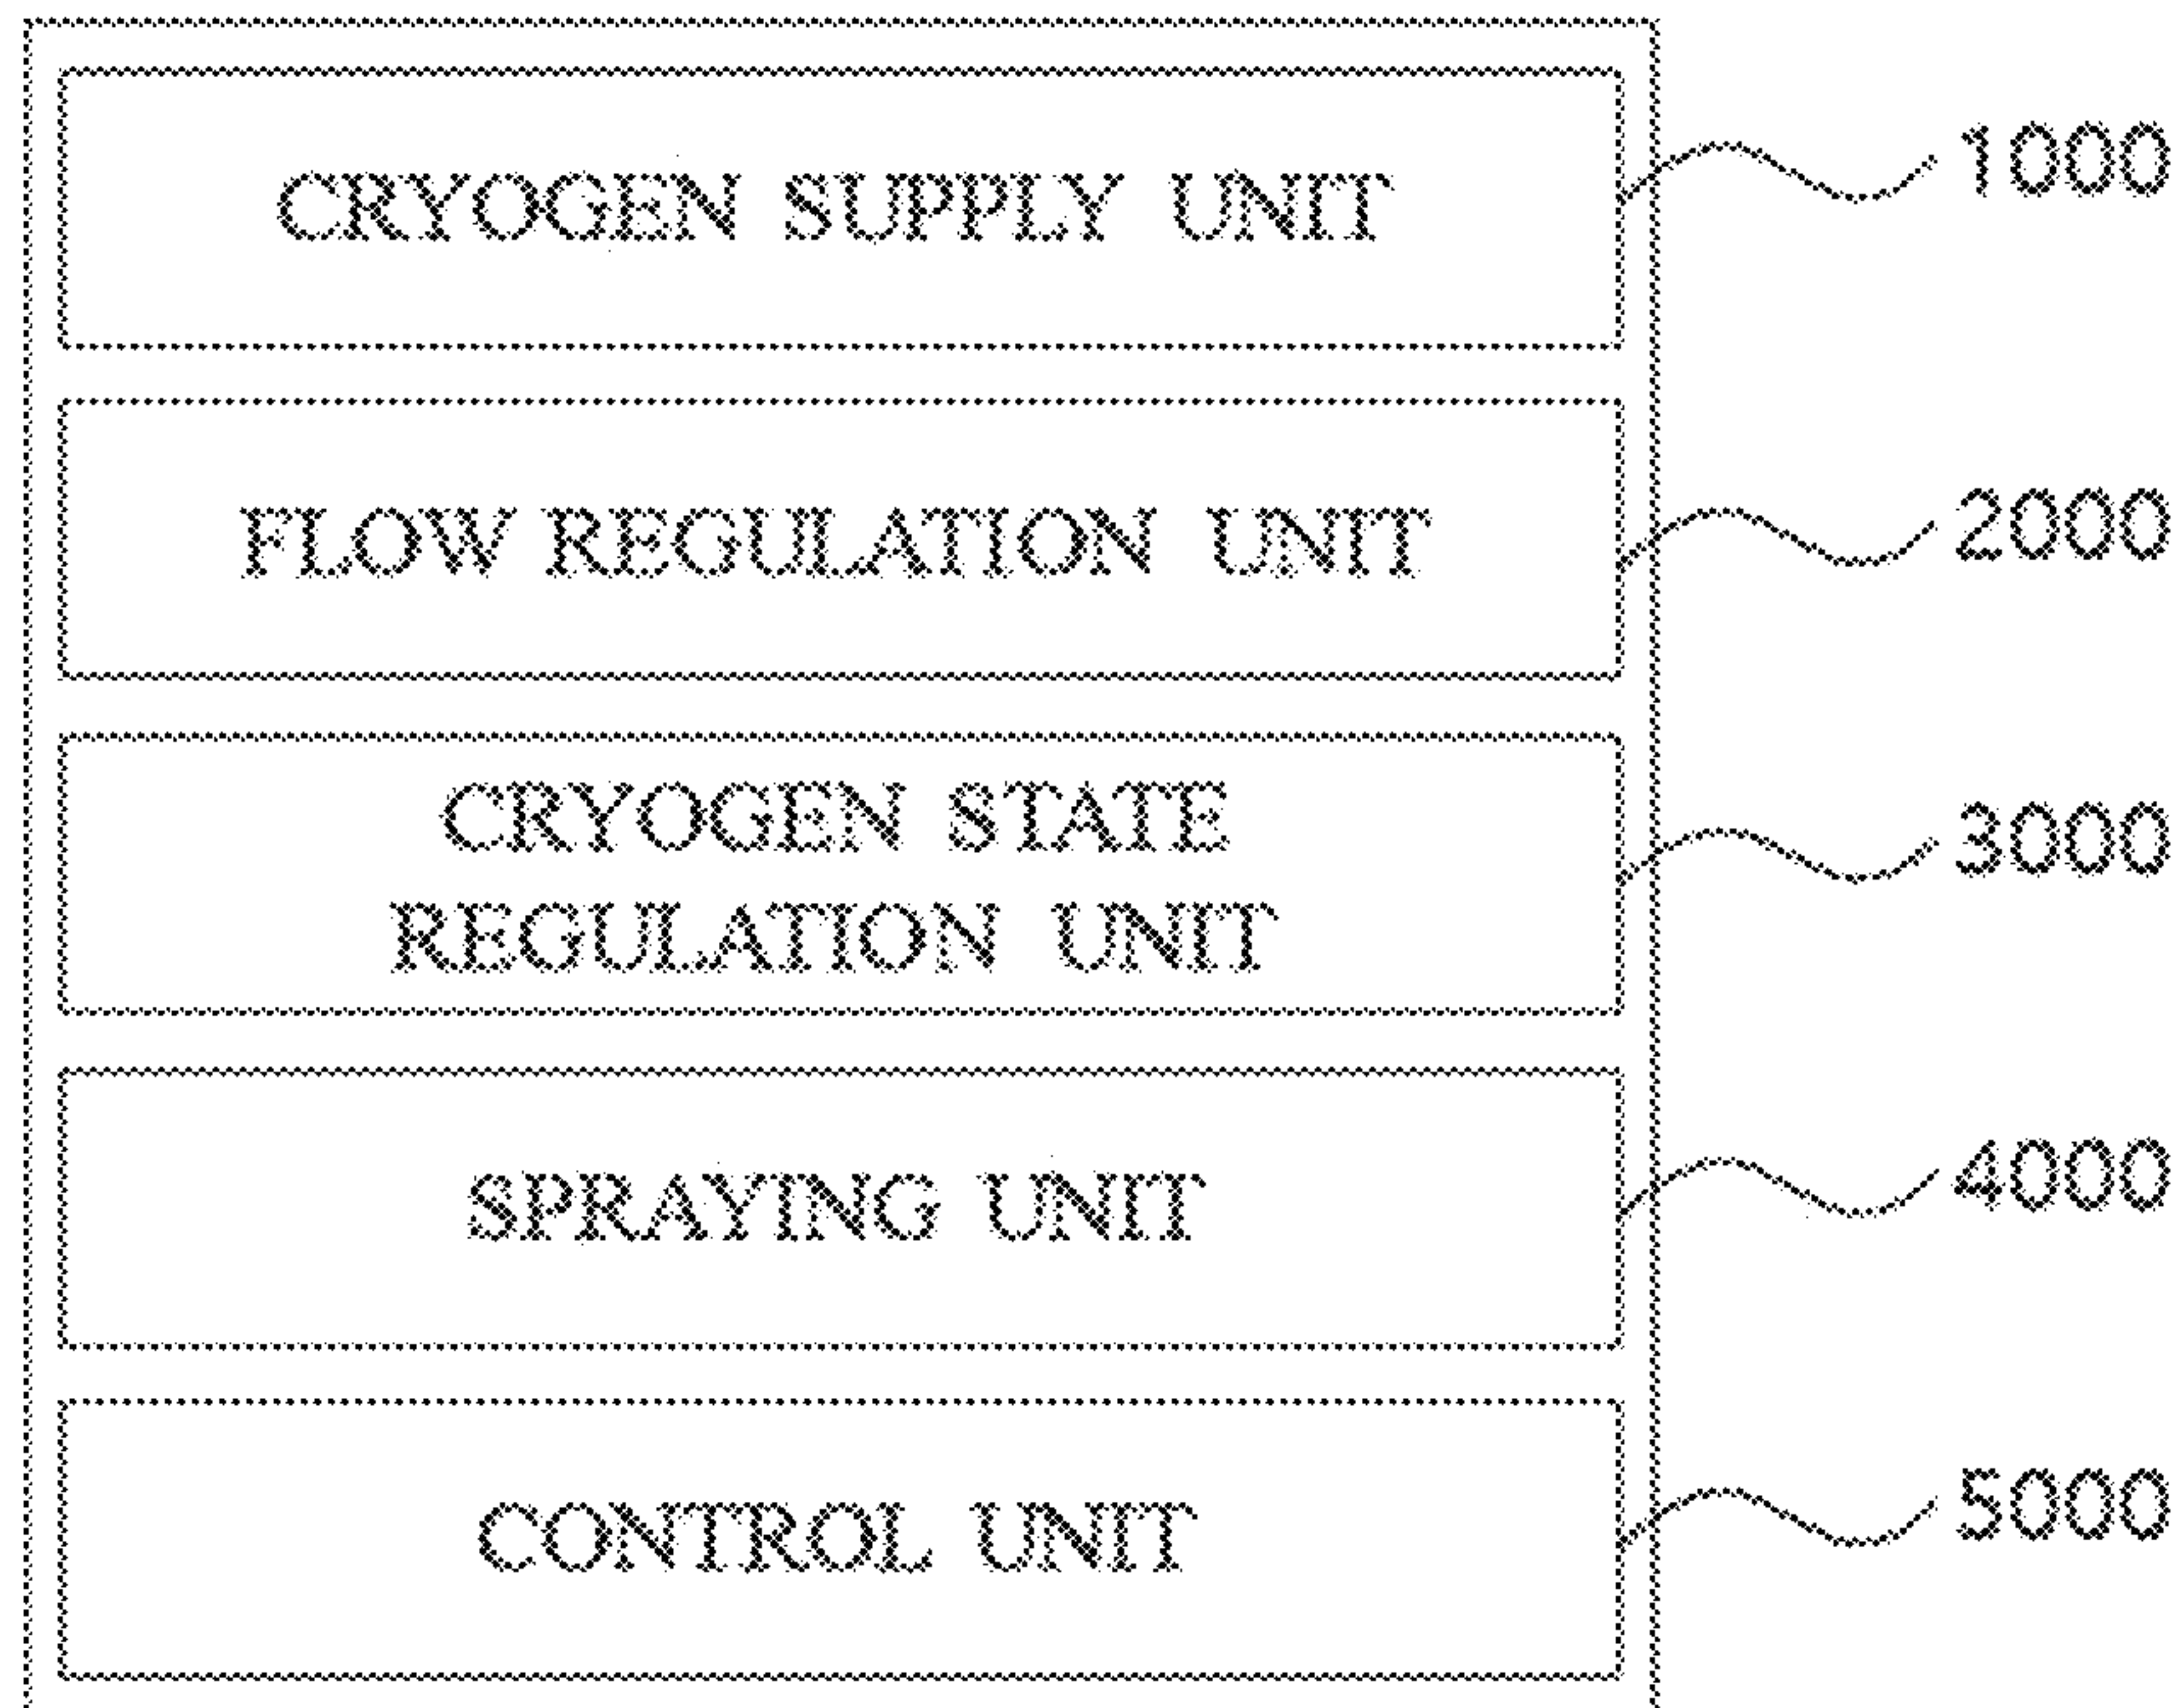 CRYOGEN SUPPLY UNIT 1000
FLOW REGULATION UNIT 2000
CRYOGEN STATE
REGULATION UNIT
3000
SPRAYING UNIT 4000
CONTROL UNIT 5000